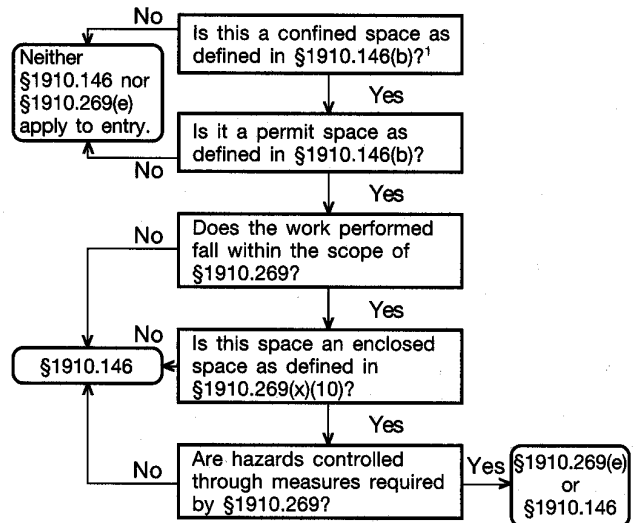 No
Is this a confined space as
defined in §1910.146(b)?¹
Neither
§1910.146 nor
§1910.269(e)
apply to entry.
Yes
Is it a permit space as
defined in §1910.146(b)?
No
Yes
Does the work performed
fall within the scope of
§1910.269?
No
Yes
Is this space an enclosed
space as defined in
§1910.269(x)(10)?
No
§1910.146
Yes
Are hazards controlled
through measures required
by §1910.269?
No
Yes
§1910.269(e)
or
§1910.146